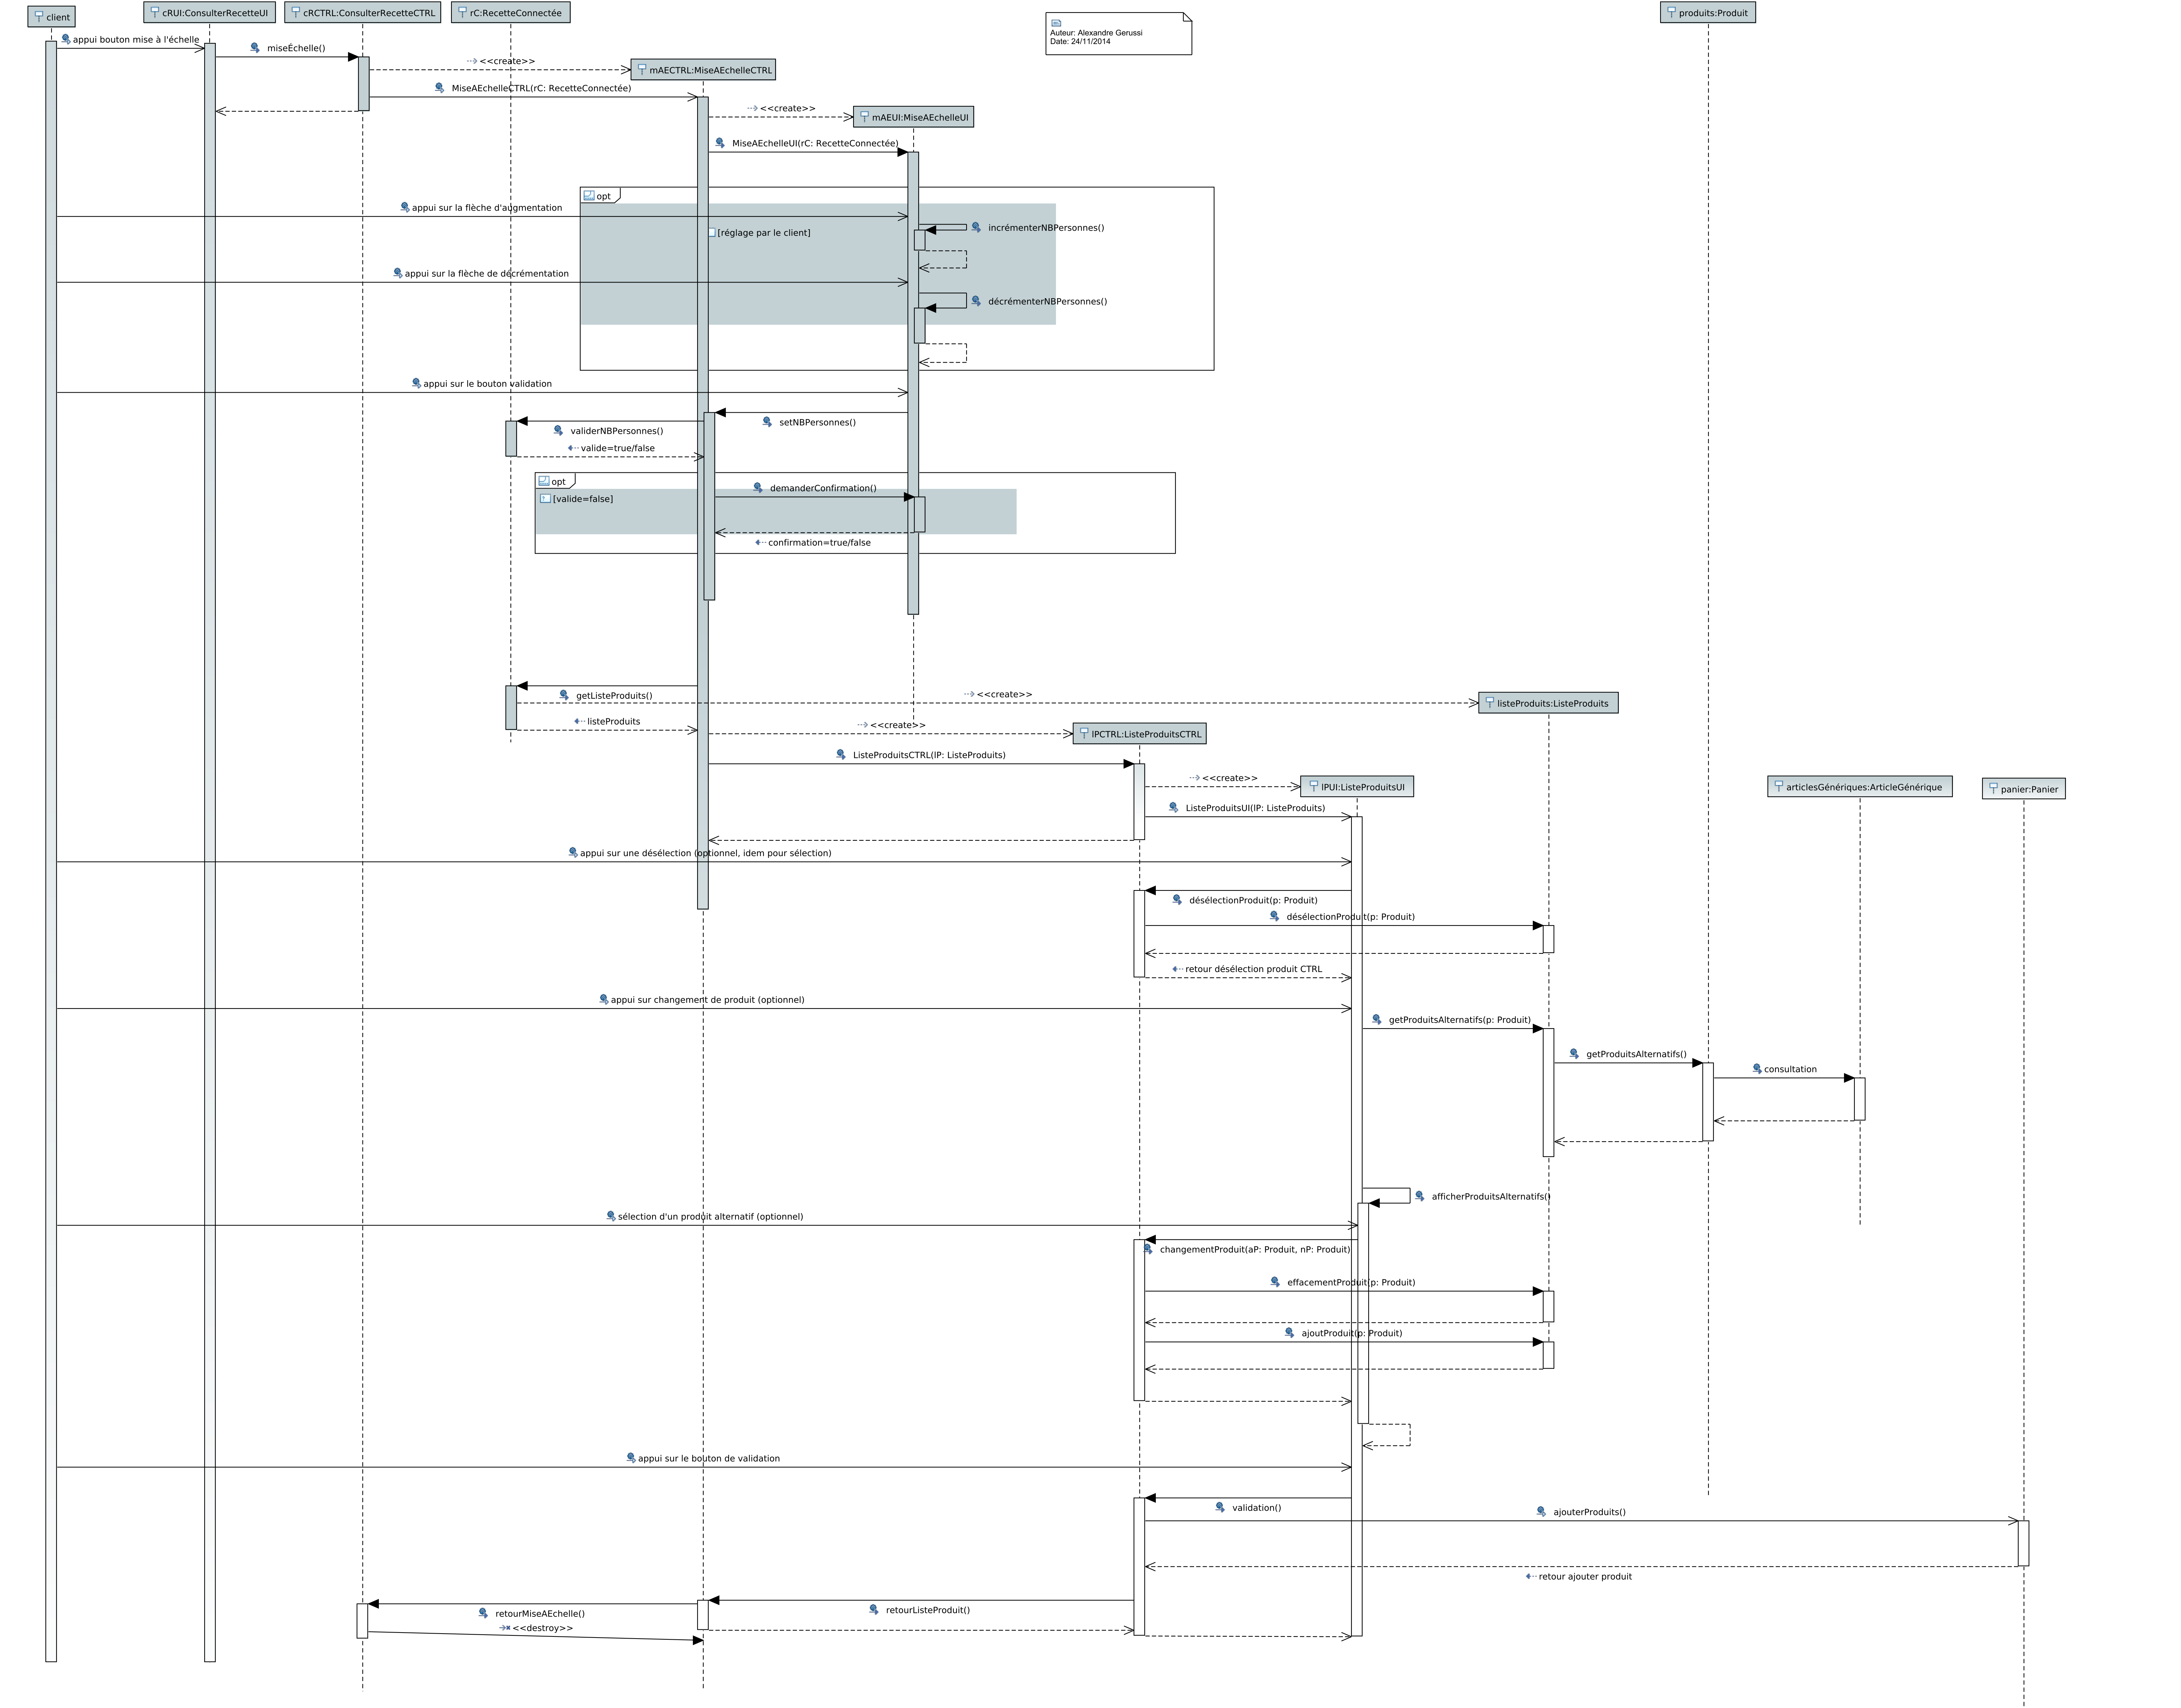 client
cRUI:ConsulterRecetteUI
cRCTRL:ConsulterRecetteCTRL
rC:RecetteConnectée
produits:Produit
Auteur: Alexandre Gerussi
Date: 24/11/2014
appui bouton mise à l'échelle
miseÉchelle()
<<create>>
mAECTRL:MiseAEchelleCTRL
MiseAEchelleCTRL(rC: RecetteConnectée)
<<create>>
mAEUI:MiseAEchelleUI
MiseAEchelleUI(rC: RecetteConnectée)
opt
appui sur la flèche d'augmentation
[réglage par le client]
incrémenterNBPersonnes()
appui sur la flèche de décrémentation
décrémenterNBPersonnes()
appui sur le bouton validation
setNBPersonnes()
validerNBPersonnes()
valide=true/false
opt
[valide=false]
demanderConfirmation()
confirmation=true/false
getListeProduits()
<<create>>
listeProduits:ListeProduits
listeProduits
<<create>>
lPCTRL:ListeProduitsCTRL
ListeProduitsCTRL(lP: ListeProduits)
<<create>>
lPUI:ListeProduitsUI
articlesGénériques:ArticleGénérique
panier:Panier
ListeProduitsUI(lP: ListeProduits)
appui sur une désélection (optionnel, idem pour sélection)
désélectionProduit(p: Produit)
désélectionProduit(p: Produit)
retour désélection produit CTRL
appui sur changement de produit (optionnel)
getProduitsAlternatifs(p: Produit)
getProduitsAlternatifs()
consultation
afficherProduitsAlternatifs()
sélection d'un produit alternatif (optionnel)
changementProduit(aP: Produit, nP: Produit)
effacementProduit(p: Produit)
ajoutProduit(p: Produit)
appui sur le bouton de validation
validation()
ajouterProduits()
retour ajouter produit
retourListeProduit()
retourMiseAEchelle()
<<destroy>>